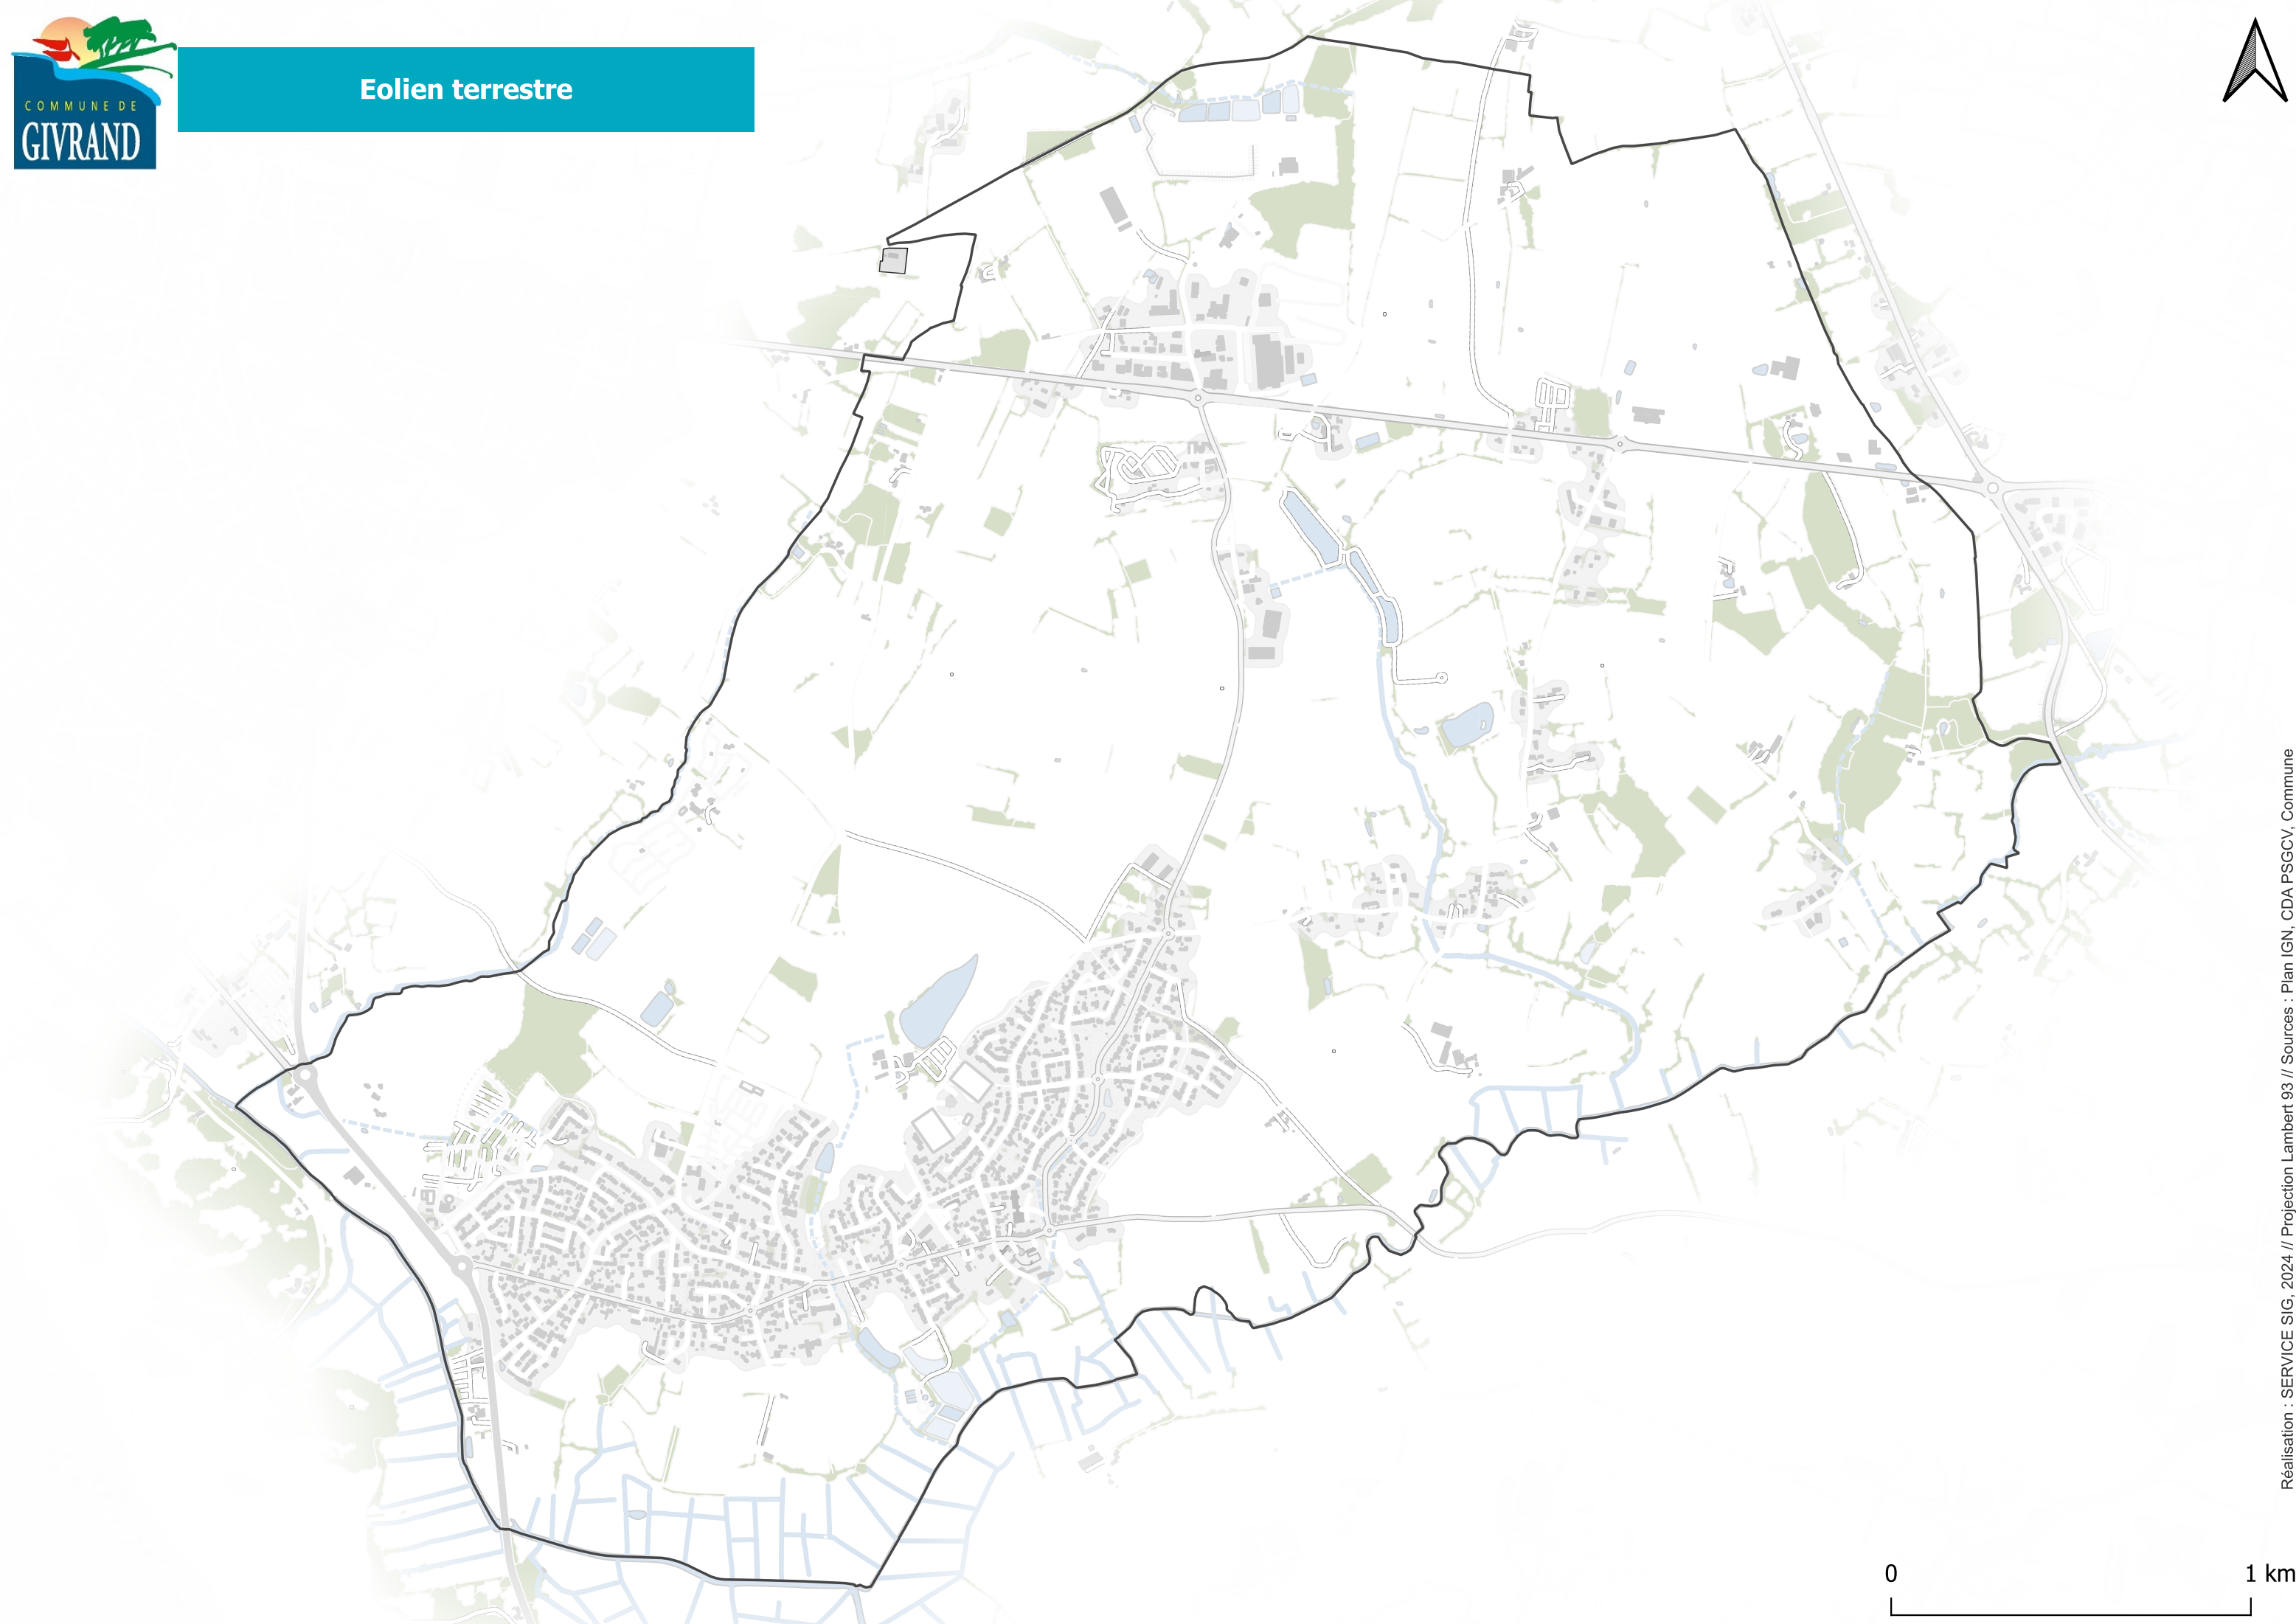 COMMUNE DE
GIVRAND
Eolien terrestre
Réalisation : SERVICE SIG, 2024 // Projection Lambert 93 // Sources : Plan IGN, CDA PSGCV, Commune
0 1 km